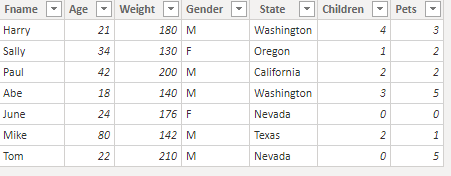 Fname Age Weight Gender State Children Pets
Harry 21 180 M Washington 4 3
Sally 34 130 F Oregon 1 2
Paul 42 200 M California 2 2
Abe 18 140 M Washington 3 5
June 24 176 F Nevada 0 0
Mike 80 142 M Texas 2 1
Tom 22 210 M Nevada 0 5